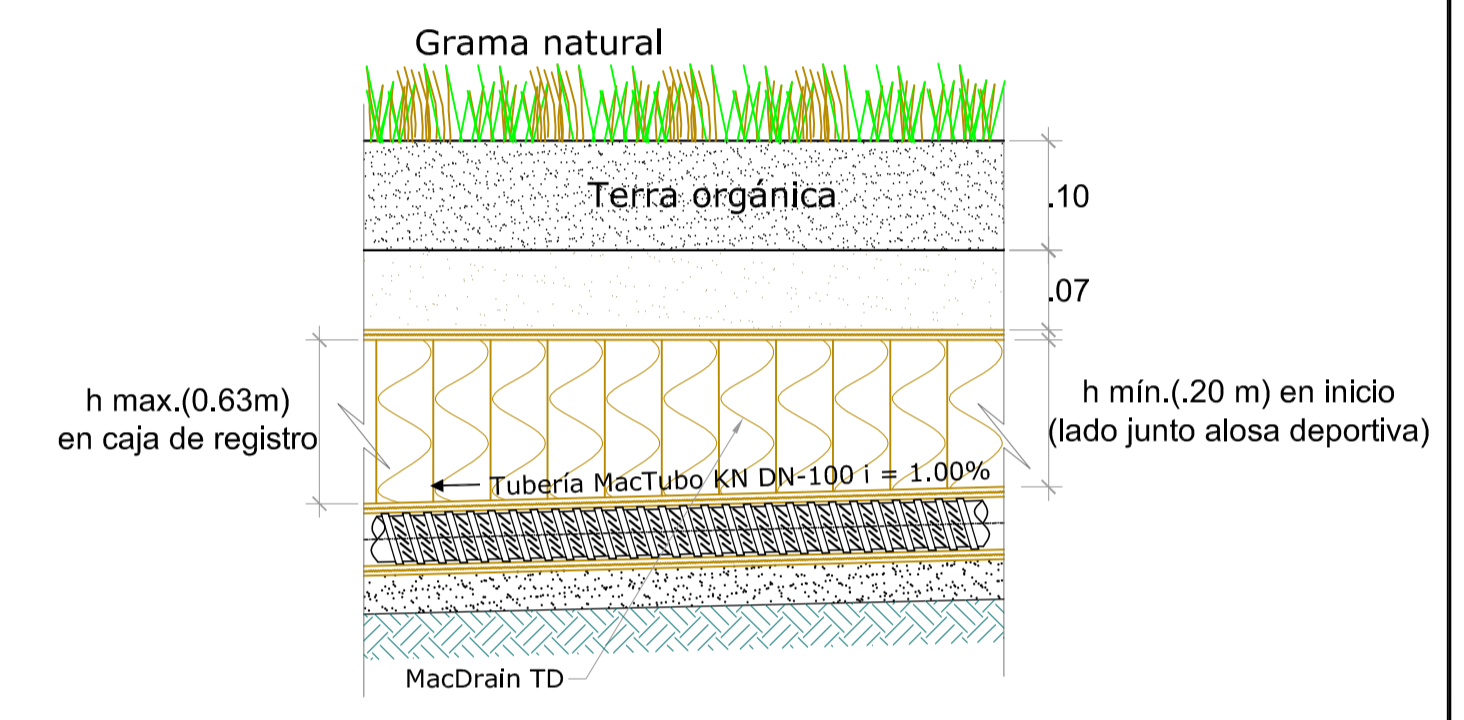 Grama natural
Terra orgánica
.10
.07
h max.(0.63m)
en caja de registro
h mín.(.20 m) en inicio
(lado junto alosa deportiva)
Tubería MacTubo KN DN-100 i = 1.00%
MacDrain TD